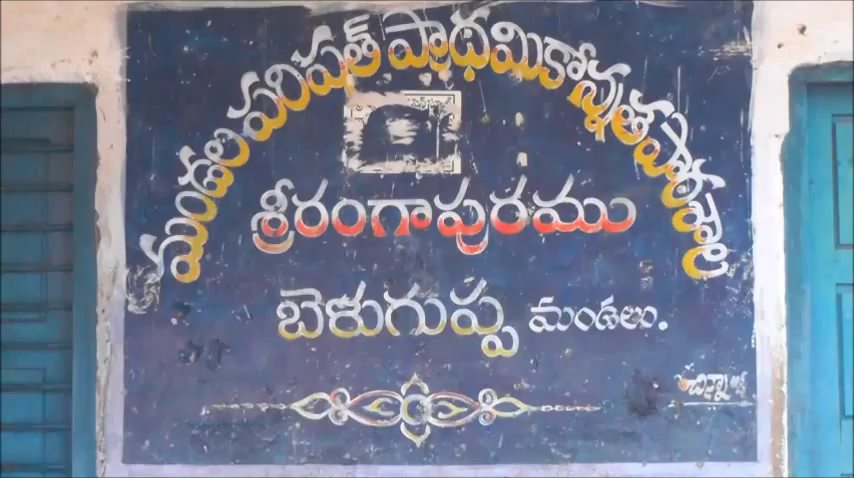 మండల పరిషత్ ప్రాథమికోన్నత పాఠశాల
శ్రీరంగాపురము
బెళుగుప్ప మండలం.